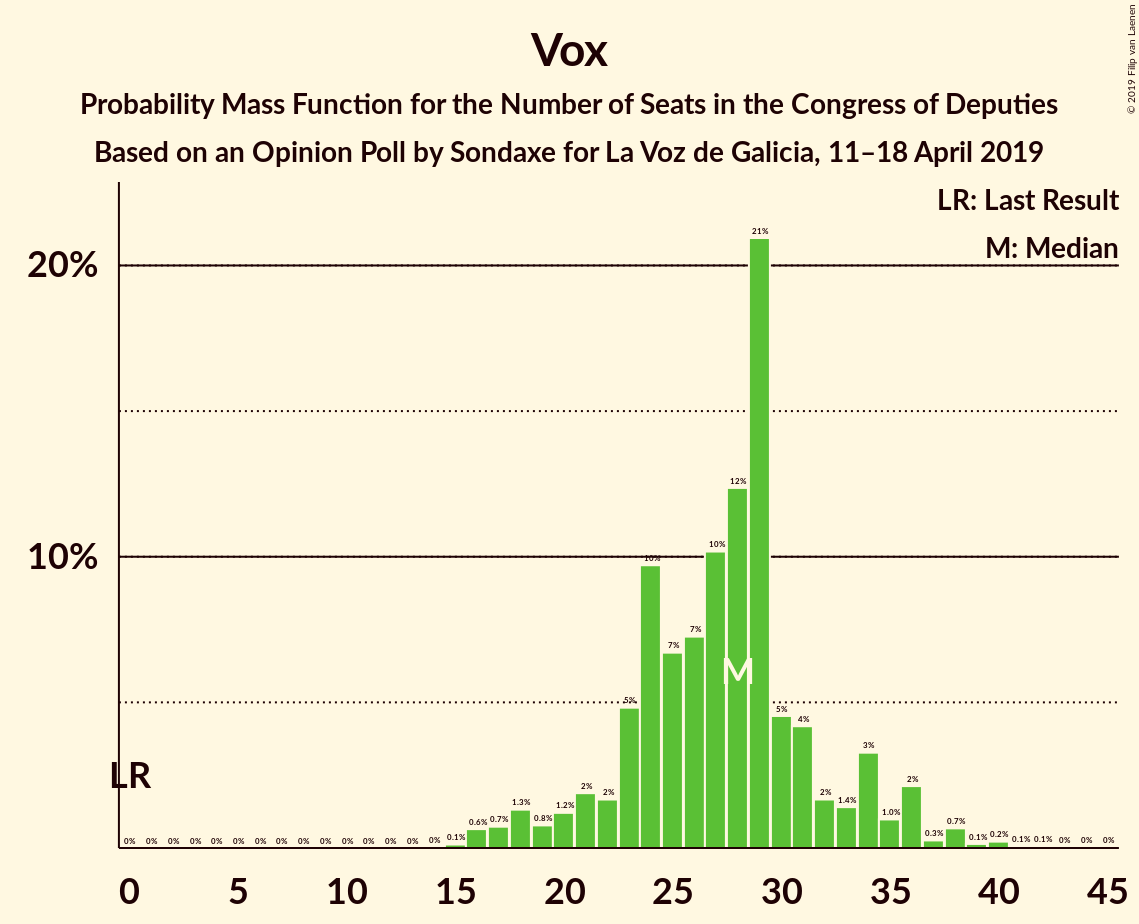 Vox
Probability Mass Function for the Number of Seats in the Congress of Deputies
Based on an Opinion Poll by Sondaxe for La Voz de Galicia, 11–18 April 2019
© 2019 Filip van Laenen
LR: Last Result
M: Median
20%
10%
LR
M
0% 0% 0% 0% 0% 0% 0% 0% 0% 0% 0% 0% 0% 0% 0% 0.1% 0.6% 0.7% 1.3% 0.8% 1.2% 2% 2% 5% 10% 7% 7% 10% 12% 21% 5% 4% 2% 1.4% 3% 1.0% 2% 0.3% 0.7% 0.1% 0.2% 0.1% 0.1% 0% 0% 0%
0 5 10 15 20 25 30 35 40 45